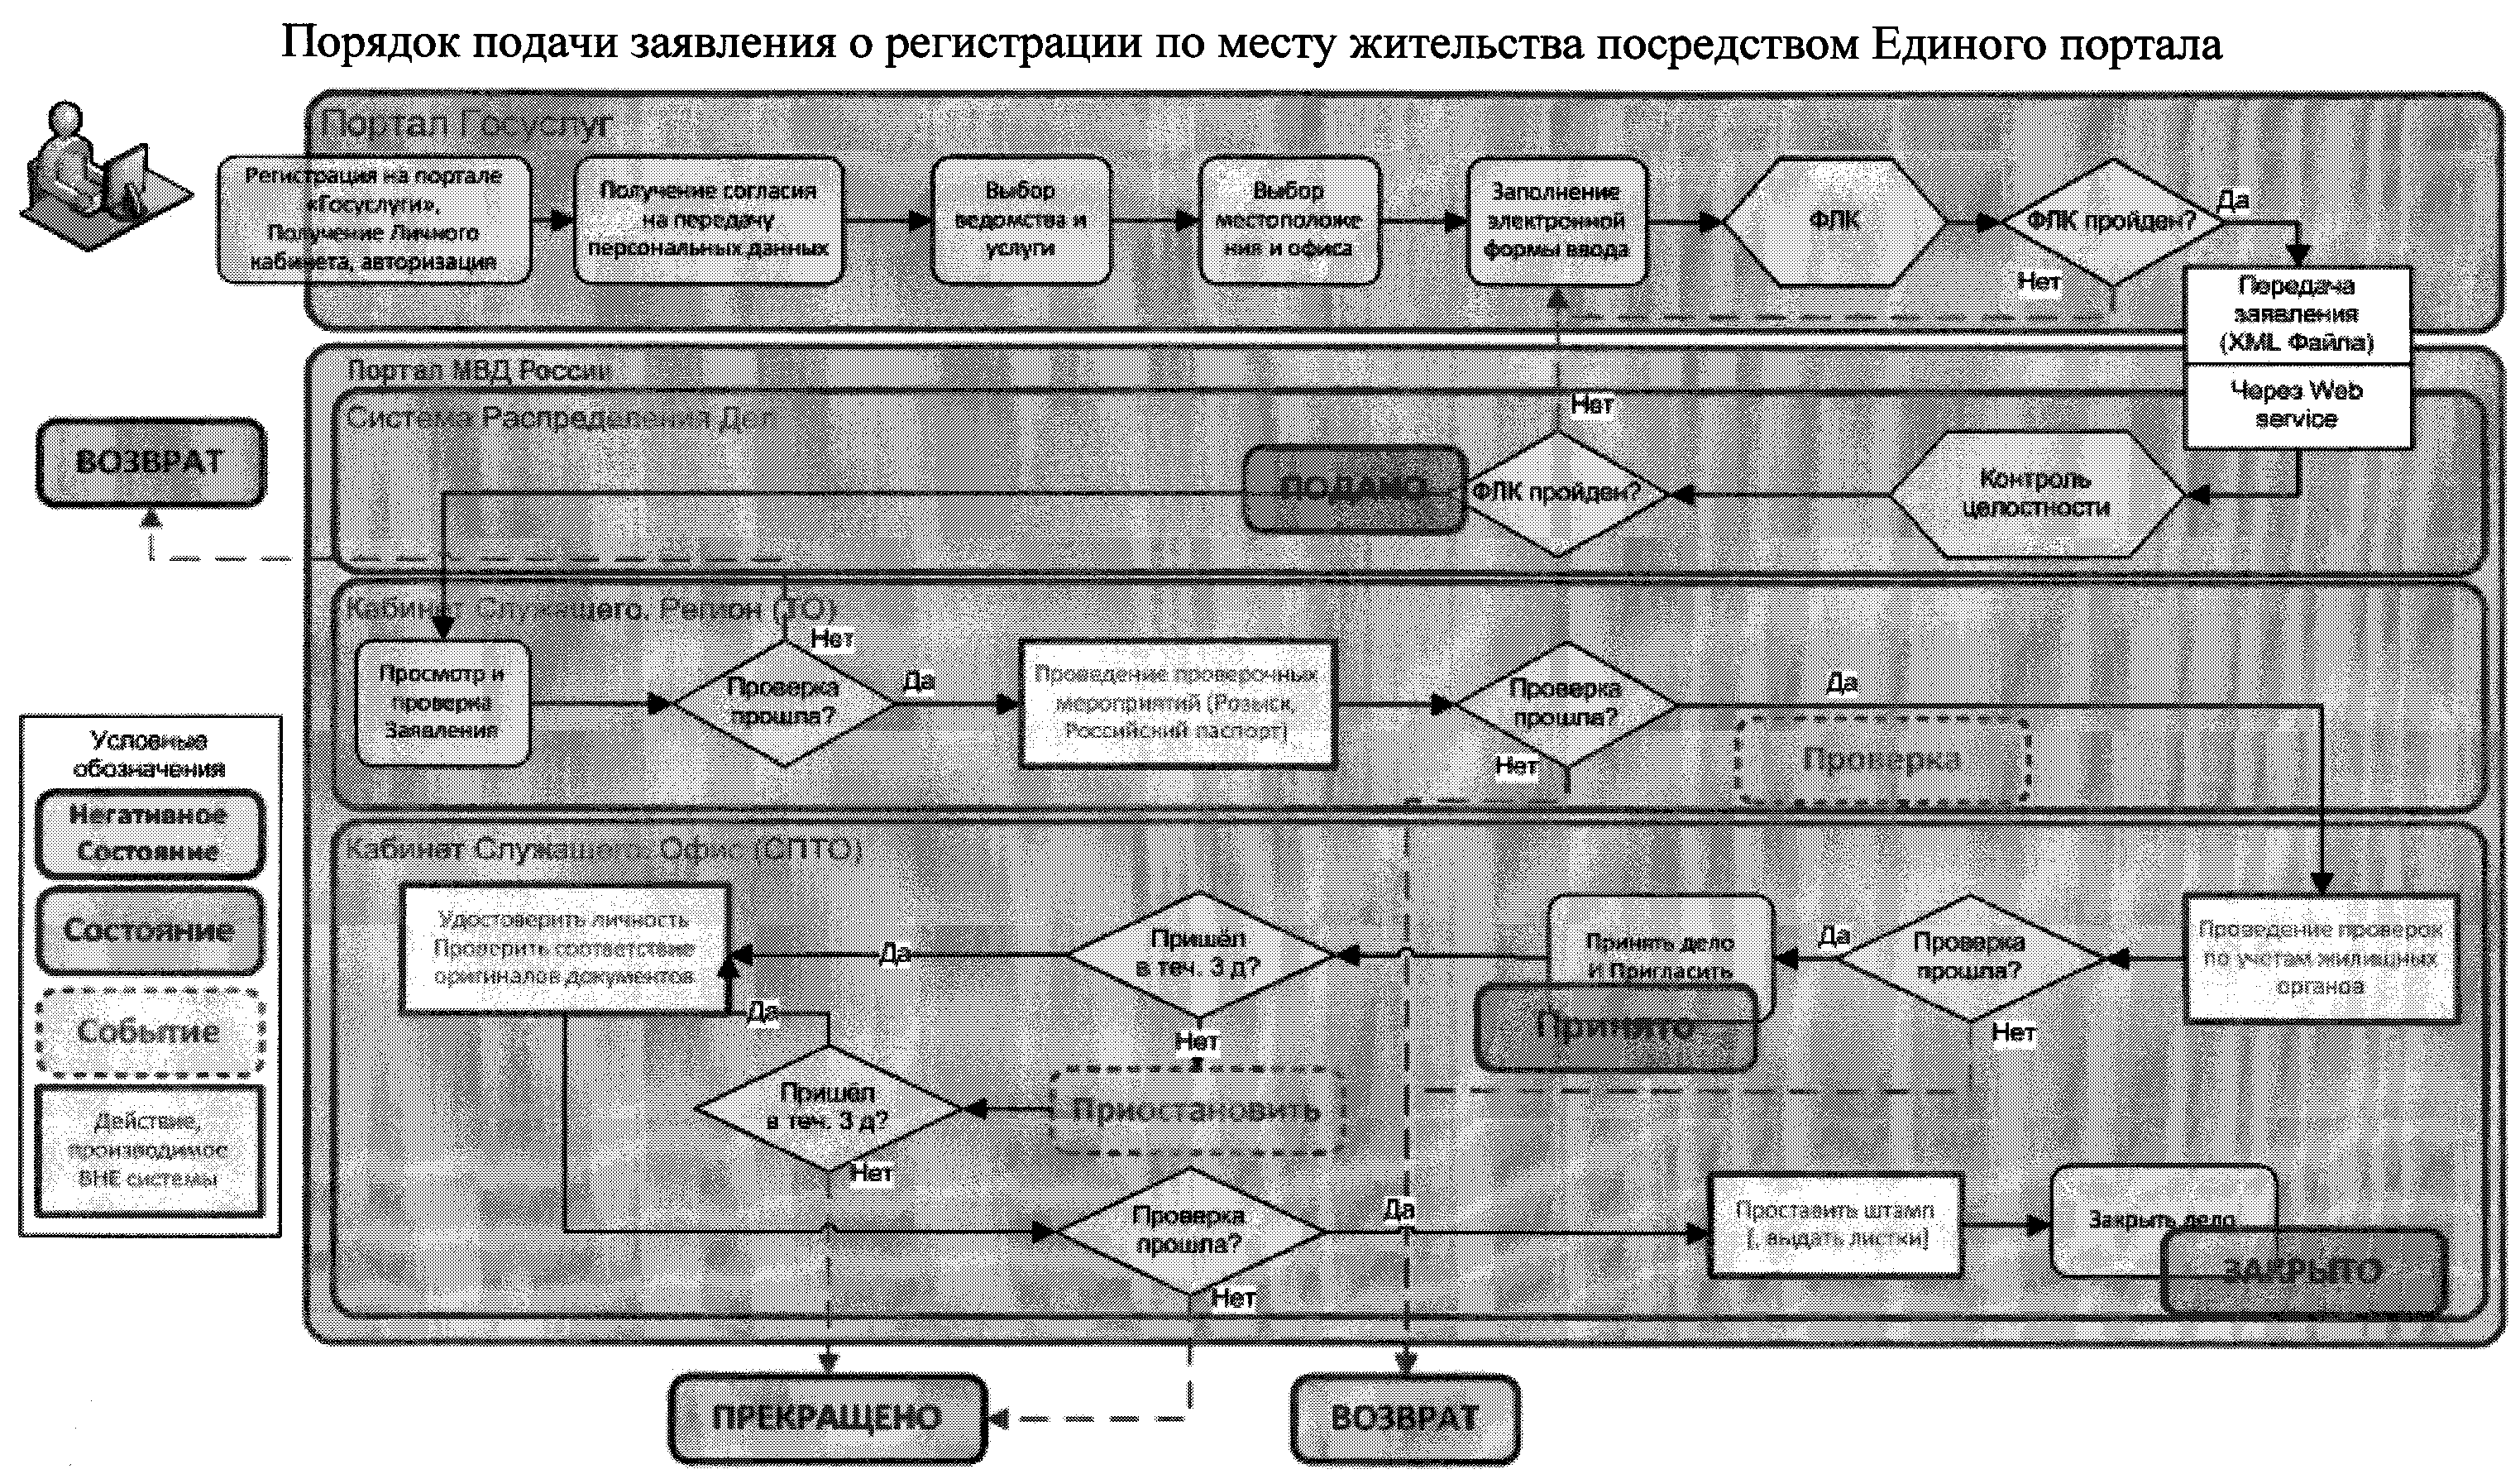 Порядок подачи заявления о регистрации по месту жительства посредством Единого портала
Портал Госуслуг
Регистрация на портале
«Госуслуги».
Получение Личного
кабинета, авторизация
Получение согласия
на передачу
персональных данных
Выбор
ведомства и
услуги
Выбор
местоположе
ния и офиса
Заполнение
электронной
формы ввода
ФЛК
ФЛК пройден?
Да
Нет
Передача
заявления
(XML Файла)
Через Web
service
Портал МВД России
Система Распределения Дел
ВОЗВРАТ
ПОДАНО
ФЛК пройден?
Нет
Контроль
целостности
Кабинет Служащего. Регион (ТО)
Просмотр и
проверка
Заявления
Проверка
прошла?
Нет
Да
Проведение проверочных
мероприятий (Розыск,
Российский паспорт)
Проверка
прошла?
Да
Нет
Проверка
Условные
обозначения
Негативное
Состояние
Состояние
Событие
Действие,
производимое
ВНЕ системы
Кабинет Служащего. Офис (СПТО)
Удостоверить личность
Проверить соответствие
оригиналов документов
Да
Пришёл
в теч. 3 д?
Нет
Принять дело
И Пригласить
Принято
Да
Проверка
прошла?
Нет
Проведение проверок
по учетам жилищных
органов
Да
Пришёл
в теч. 3 д?
Нет
Приостановить
Проверка
прошла?
Да
Нет
Проставить штамп
[, выдать листки]
Закрыть дело
ЗАКРЫТО
ПРЕКРАЩЕНО
ВОЗВРАТ